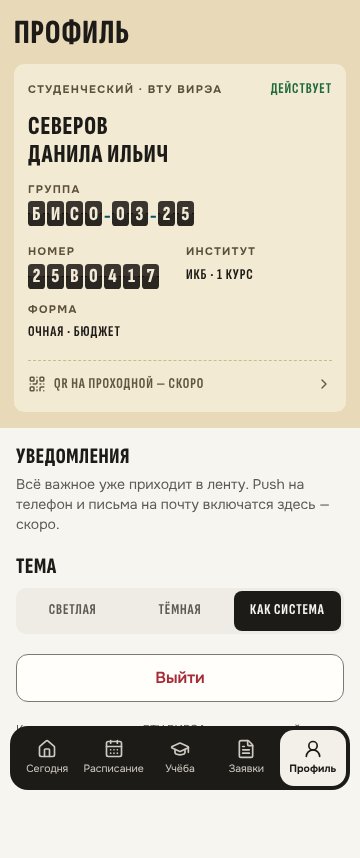 ПРОФИЛЬ
СТУДЕНЧЕСКИЙ · ВТУ ВИРЭА
ДЕЙСТВУЕТ
СЕВЕРОВ
ДАНИЛА ИЛЬИЧ
ГРУППА
БИСО-03-25
НОМЕР
ИНСТИТУТ
25В0417
ИКБ · 1 КУРС
ФОРМА
ОЧНАЯ · БЮДЖЕТ
QR НА ПРОХОДНОЙ — СКОРО
УВЕДОМЛЕНИЯ
Всё важное уже приходит в ленту. Push на
телефон и письма на почту включатся здесь —
скоро.
ТЕМА
СВЕТЛАЯ
ТЁМНАЯ
КАК СИСТЕМА
Выйти
Сегодня
Расписание
Учёба
Заявки
Профиль